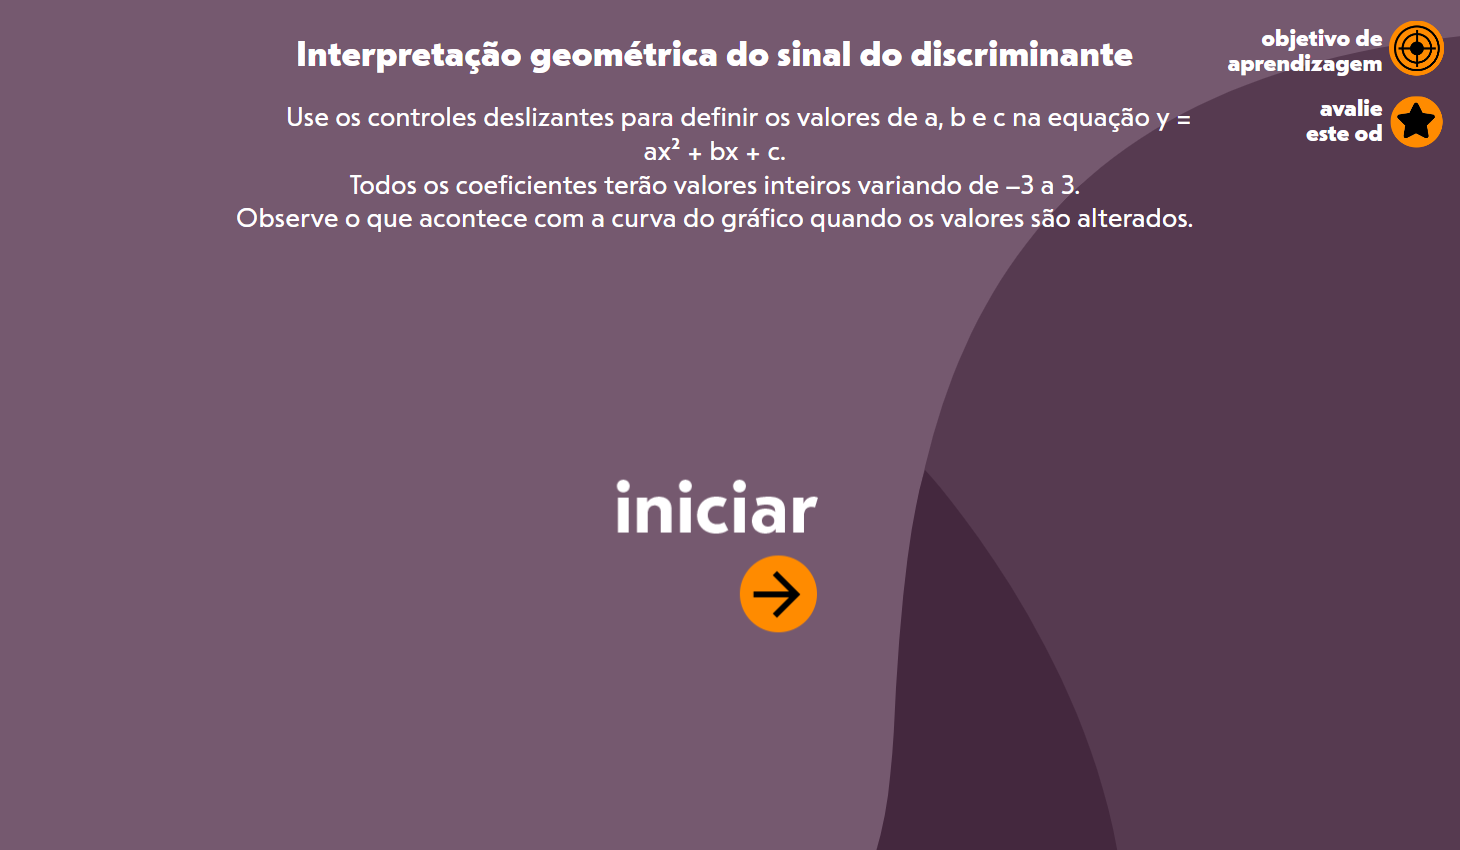 Interpretação geométrica do sinal do discriminante
objetivo de
aprendizagem
Use os controles deslizantes para definir os valores de a, b e c na equação y =
ax² + bx + c.
Todos os coeficientes terão valores inteiros variando de –3 a 3.
Observe o que acontece com a curva do gráfico quando os valores são alterados.
avalie
este od
iniciar